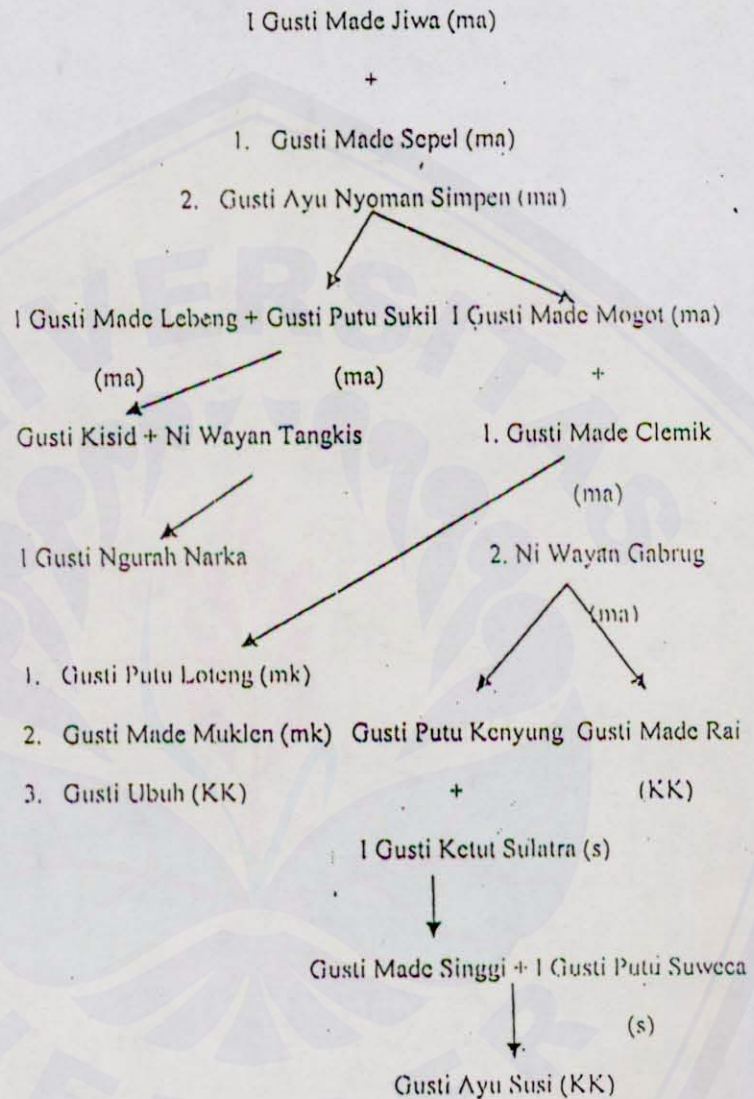 I Gusti Made Jiwa (ma)
+
1. Gusti Made Sepel (ma)
2. Gusti Ayu Nyoman Simpen (ma)
I Gusti Made Lebeng + Gusti Putu Sukil I Gusti Made Mogot (ma)
(ma) (ma) +
Gusti Kisid + Ni Wayan Tangkis 1. Gusti Made Clemik
(ma)
I Gusti Ngurah Narka 2. Ni Wayan Gabrug
(ma)
1. Gusti Putu Loteng (mk)
2. Gusti Made Muklen (mk) Gusti Putu Kenyung Gusti Made Rai
3. Gusti Ubuh (KK) + (KK)
I Gusti Ketut Sulatra (s)
Gusti Made Singgi + I Gusti Putu Suweca
(s)
Gusti Ayu Susi (KK)